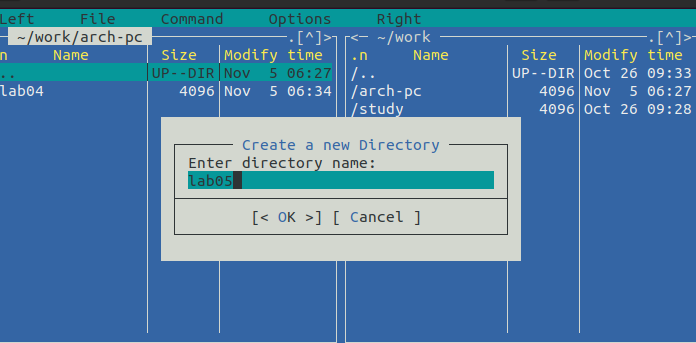 Left File Command Options Right
~/work/arch-pc .[^]> <─ ~/work .[^]>
n Name Size Modify time .n Name Size Modify time
.. UP--DIR Nov 5 06:27 /.. UP--DIR Oct 26 09:33
lab04 4096 Nov 5 06:34 /arch-pc 4096 Nov 5 06:27
/study 4096 Oct 26 09:28
Create a new Directory
Enter directory name:
lab05
[< OK >] [ Cancel ]